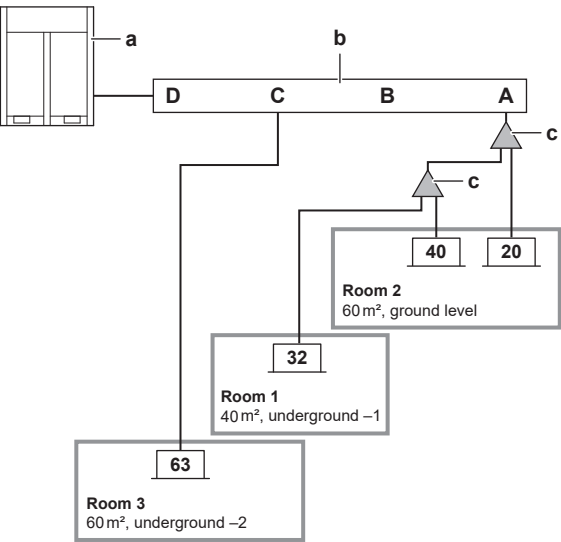 a
b
D C B A
c
c
40 20
Room 2
60 m², ground level
32
Room 1
40 m², underground –1
63
Room 3
60 m², underground –2